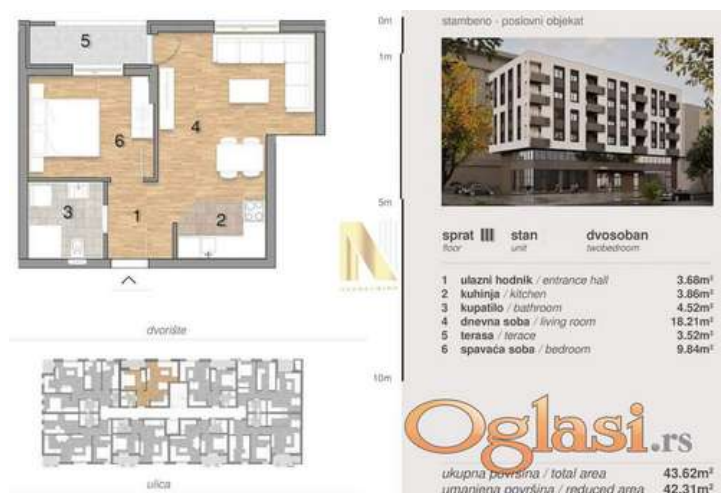 5
6
4
3
1
2
dvorište
ulica
0m
1m
5m
10m
N
stambeno - poslovni objekat
sprat III stan dvosoban
floor unit twobedroom
1 ulazni hodnik / entrance hall 3.68m²
2 kuhinja / kitchen 3.86m²
3 kupatilo / bathroom 4.52m²
4 dnevna soba / living room 18.21m²
5 terasa / terace 3.52m²
6 spavaća soba / bedroom 9.84m²
Oglasi.rs
ukupna površina / total area 43.62m²
umanjena površina / reduced area 42.31m²